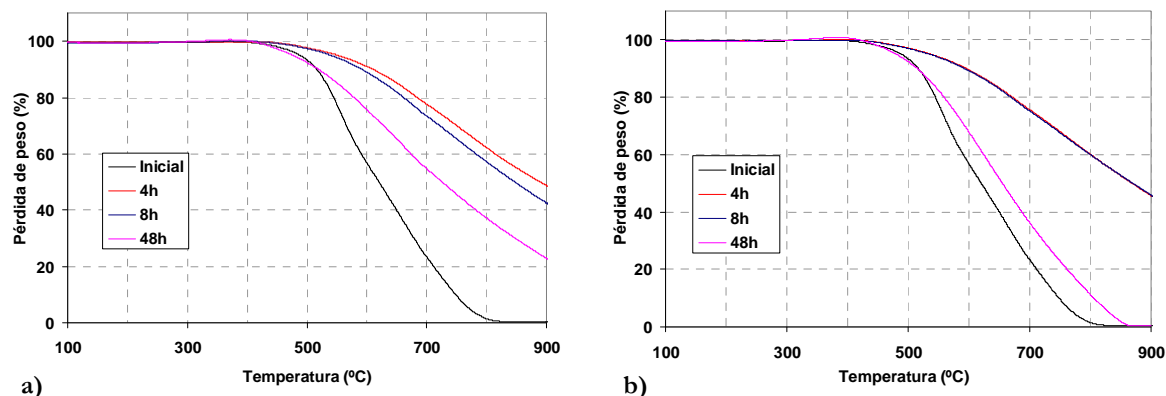 Pérdida de peso (%)
100
80
60
40
20
0
Inicial
4h
8h
48h
100 300 500 700 900
Temperatura (ºC)
a)
Pérdida de peso (%)
100
80
60
40
20
0
Inicial
4h
8h
48h
100 300 500 700 900
Temperatura (ºC)
b)